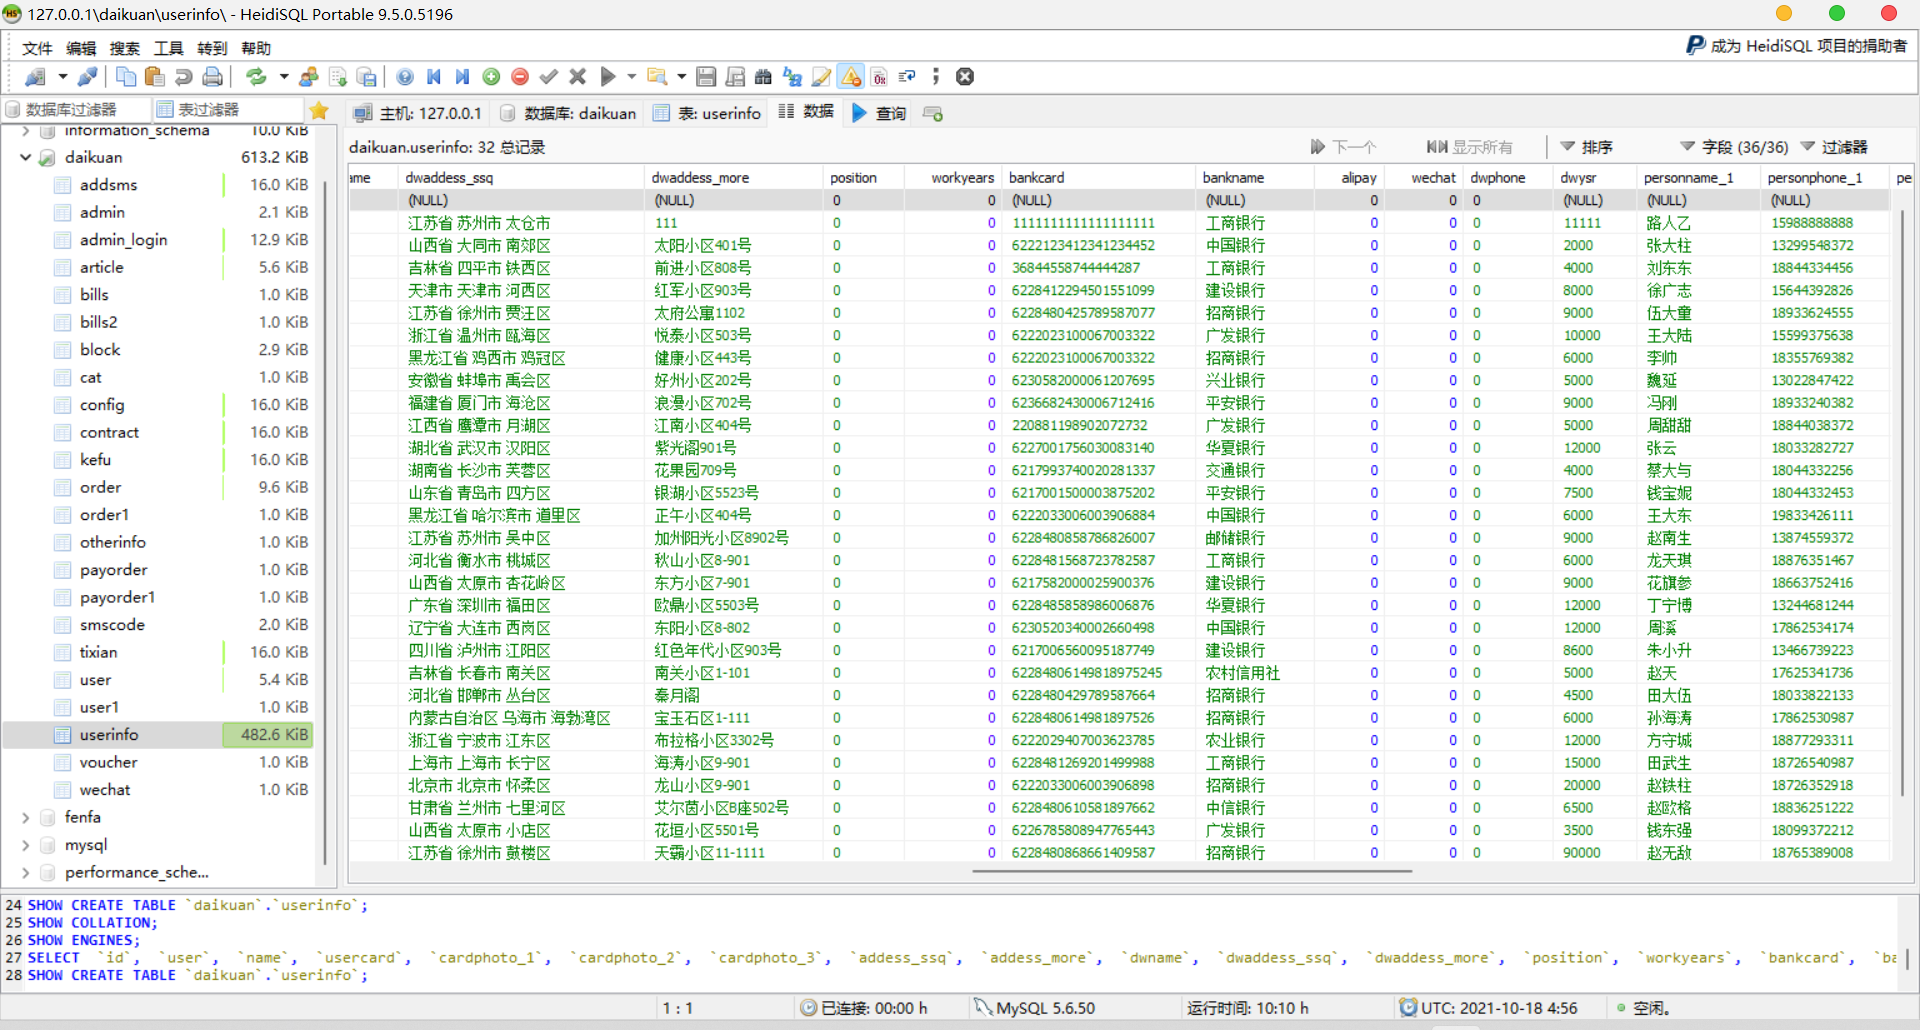 127.0.0.1\daikuan\userinfo\ - HeidiSQL Portable 9.5.0.5196
文件 编辑 搜索 工具 转到 帮助
成为 HeidiSQL 项目的捐助者
数据库过滤器 表过滤器
主机: 127.0.0.1 数据库: daikuan 表: userinfo 数据 查询
information_schema 10.0 KiB
daikuan 613.2 KiB
addsms 16.0 KiB
admin 2.1 KiB
admin_login 12.9 KiB
article 5.6 KiB
bills 1.0 KiB
bills2 1.0 KiB
block 2.9 KiB
cat 1.0 KiB
config 16.0 KiB
contract 16.0 KiB
kefu 16.0 KiB
order 9.6 KiB
order1 1.0 KiB
otherinfo 1.0 KiB
payorder 1.0 KiB
payorder1 1.0 KiB
smscode 2.0 KiB
tixian 16.0 KiB
user 5.4 KiB
user1 1.0 KiB
userinfo 482.6 KiB
voucher 1.0 KiB
wechat 1.0 KiB
fenfa
mysql
performance_sche...
daikuan.userinfo: 32 总记录 下一个 显示所有 排序 字段 (36/36) 过滤器
ame dwaddess_ssq dwaddess_more position workyears bankcard bankname alipay wechat dwphone dwysr personname_1 personphone_1 pe
(NULL) (NULL) 0 0 (NULL) (NULL) 0 0 0 (NULL) (NULL) (NULL)
江苏省 苏州市 太仓市 111 0 0 1111111111111111111 工商银行 0 0 0 11111 路人乙 15988888888
山西省 大同市 南郊区 太阳小区401号 0 0 6222123412341234452 中国银行 0 0 0 2000 张大柱 13299548372
吉林省 四平市 铁西区 前进小区808号 0 0 36844558744444287 工商银行 0 0 0 4000 刘东东 18844334456
天津市 天津市 河西区 红军小区903号 0 0 6228412294501551099 建设银行 0 0 0 8000 徐广志 15644392826
江苏省 徐州市 贾汪区 太府公寓1102 0 0 6228480425789587077 招商银行 0 0 0 9000 伍大童 18933624555
浙江省 温州市 瓯海区 悦泰小区503号 0 0 6222023100067003322 广发银行 0 0 0 10000 王大陆 15599375638
黑龙江省 鸡西市 鸡冠区 健康小区443号 0 0 6222023100067003322 招商银行 0 0 0 6000 李帅 18355769382
安徽省 蚌埠市 禹会区 好州小区202号 0 0 6230582000061207695 兴业银行 0 0 0 5000 魏延 13022847422
福建省 厦门市 海沧区 浪漫小区702号 0 0 6236682430006712416 平安银行 0 0 0 9000 冯刚 18933240382
江西省 鹰潭市 月湖区 江南小区404号 0 0 220881198902072732 广发银行 0 0 0 5000 周甜甜 18844038372
湖北省 武汉市 汉阳区 紫光阁901号 0 0 6227001756030083140 华夏银行 0 0 0 12000 张云 18033282727
湖南省 长沙市 芙蓉区 花果园709号 0 0 6217993740020281337 交通银行 0 0 0 4000 蔡大与 18044332256
山东省 青岛市 四方区 银湖小区5523号 0 0 6217001500003875202 平安银行 0 0 0 7500 钱宝妮 18044332453
黑龙江省 哈尔滨市 道里区 正午小区404号 0 0 6222033006003906884 中国银行 0 0 0 6000 王大东 19833426111
江苏省 苏州市 吴中区 加州阳光小区8902号 0 0 6228480858786826007 邮储银行 0 0 0 9000 赵南生 13874559372
河北省 衡水市 桃城区 秋山小区8-901 0 0 6228481568723782587 工商银行 0 0 0 6000 龙天琪 18876351467
山西省 太原市 杏花岭区 东方小区7-901 0 0 6217582000025900376 建设银行 0 0 0 9000 花旗参 18663752416
广东省 深圳市 福田区 欧鼎小区5503号 0 0 6228485858986006876 华夏银行 0 0 0 12000 丁宁博 13244681244
辽宁省 大连市 西岗区 东阳小区8-802 0 0 6230520340002660498 中国银行 0 0 0 12000 周溪 17862534174
四川省 泸州市 江阳区 红色年代小区903号 0 0 6217006560095187749 建设银行 0 0 0 8600 朱小升 13466739223
吉林省 长春市 南关区 南关小区1-101 0 0 62284806149818975245 农村信用社 0 0 0 5000 赵天 17625341736
河北省 邯郸市 丛台区 秦月阁 0 0 6228480429789587664 招商银行 0 0 0 4500 田大伍 18033822133
内蒙古自治区 乌海市 海勃湾区 宝玉石区1-111 0 0 6228480614981897526 招商银行 0 0 0 6000 孙海涛 17862530987
浙江省 宁波市 江东区 布拉格小区3302号 0 0 6222029407003623785 农业银行 0 0 0 12000 方守城 18877293311
上海市 上海市 长宁区 海涛小区9-901 0 0 6228481269201499988 工商银行 0 0 0 15000 田武生 18726540987
北京市 北京市 怀柔区 龙山小区9-901 0 0 6222033006003906898 招商银行 0 0 0 20000 赵铁柱 18726352918
甘肃省 兰州市 七里河区 艾尔茵小区B座502号 0 0 6228480610581897662 中信银行 0 0 0 6500 赵欧格 18836251222
山西省 太原市 小店区 花垣小区5501号 0 0 6226785808947765443 广发银行 0 0 0 3500 钱东强 18099372212
江苏省 徐州市 鼓楼区 天霸小区11-1111 0 0 6228480868661409587 招商银行 0 0 0 90000 赵无敌 18765389008
24 SHOW CREATE TABLE `daikuan`.`userinfo`;
25 SHOW COLLATION;
26 SHOW ENGINES;
27 SELECT `id`, `user`, `name`, `usercard`, `cardphoto_1`, `cardphoto_2`, `cardphoto_3`, `addess_ssq`, `addess_more`, `dwname`, `dwaddess_ssq`, `dwaddess_more`, `position`, `workyears`, `bankcard`, `ba
28 SHOW CREATE TABLE `daikuan`.`userinfo`;
1 : 1 已连接: 00:00 h MySQL 5.6.50 运行时间: 10:10 h UTC: 2021-10-18 4:56 空闲。